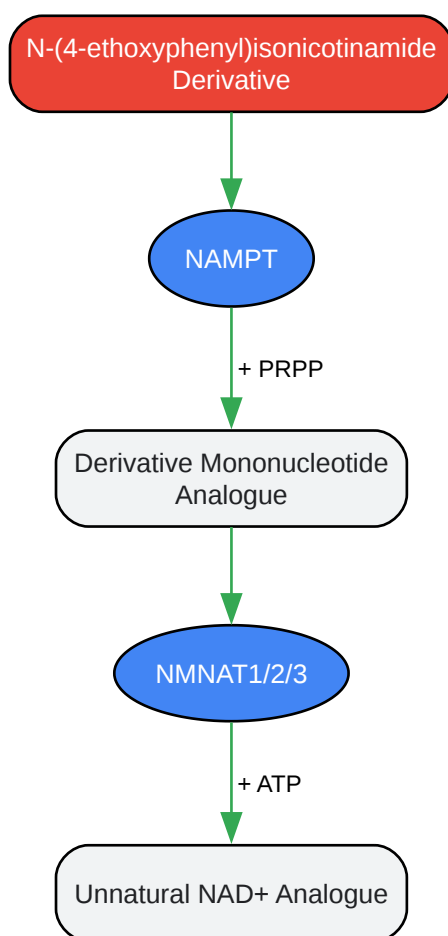 N-(4-ethoxyphenyl)isonicotinamide
Derivative
NAMPT
+ PRPP
Derivative Mononucleotide
Analogue
NMNAT1/2/3
+ ATP
Unnatural NAD+ Analogue